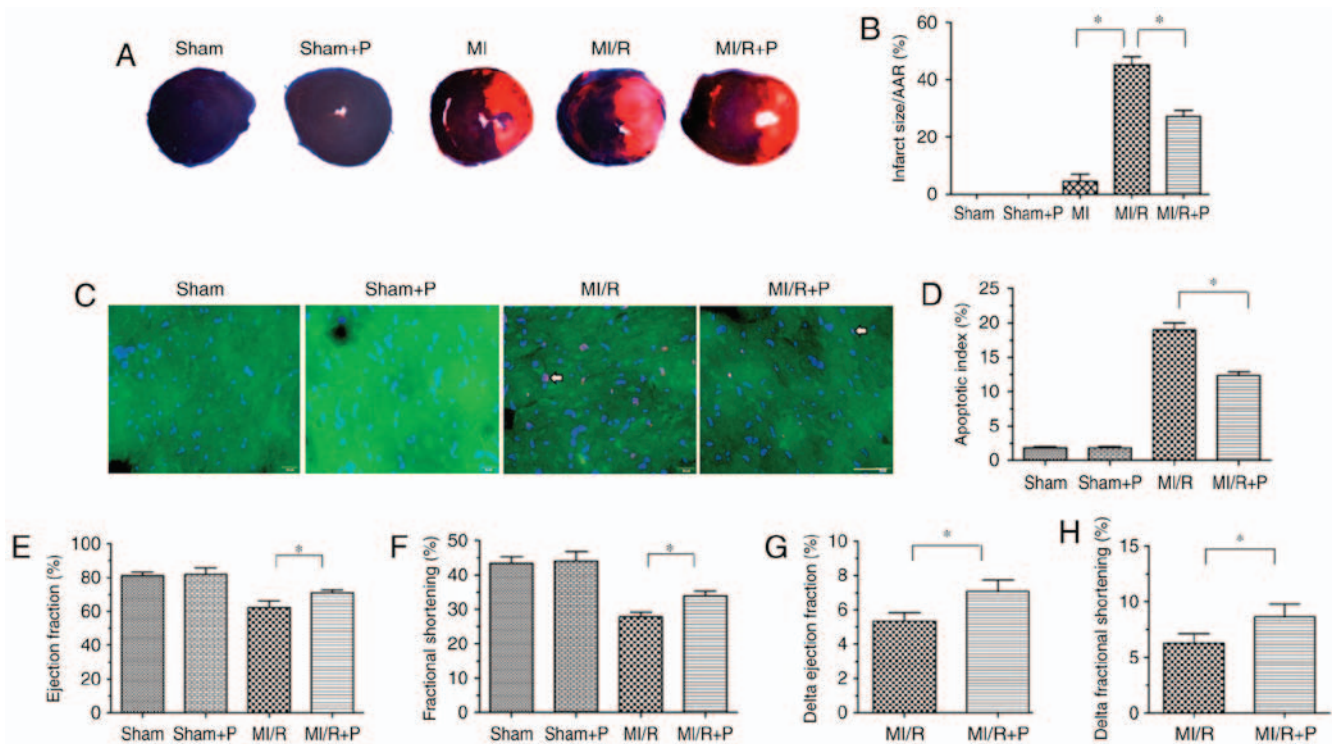 A
Sham
Sham+P
MI
MI/R
MI/R+P
B
Infarct size/AAR (%)
60
40
20
0
*
*
Sham
Sham+P
MI
MI/R
MI/R+P
C
Sham
Sham+P
MI/R
MI/R+P
D
Apoptotic index (%)
25
20
15
10
5
0
*
Sham
Sham+P
MI/R
MI/R+P
E
Ejection fraction (%)
100
80
60
40
20
0
*
Sham
Sham+P
MI/R
MI/R+P
F
Fractional shortening (%)
50
40
30
20
10
0
*
Sham
Sham+P
MI/R
MI/R+P
G
Delta ejection fraction (%)
8
6
4
2
0
*
MI/R
MI/R+P
H
Delta fractional shortening (%)
15
10
5
0
*
MI/R
MI/R+P